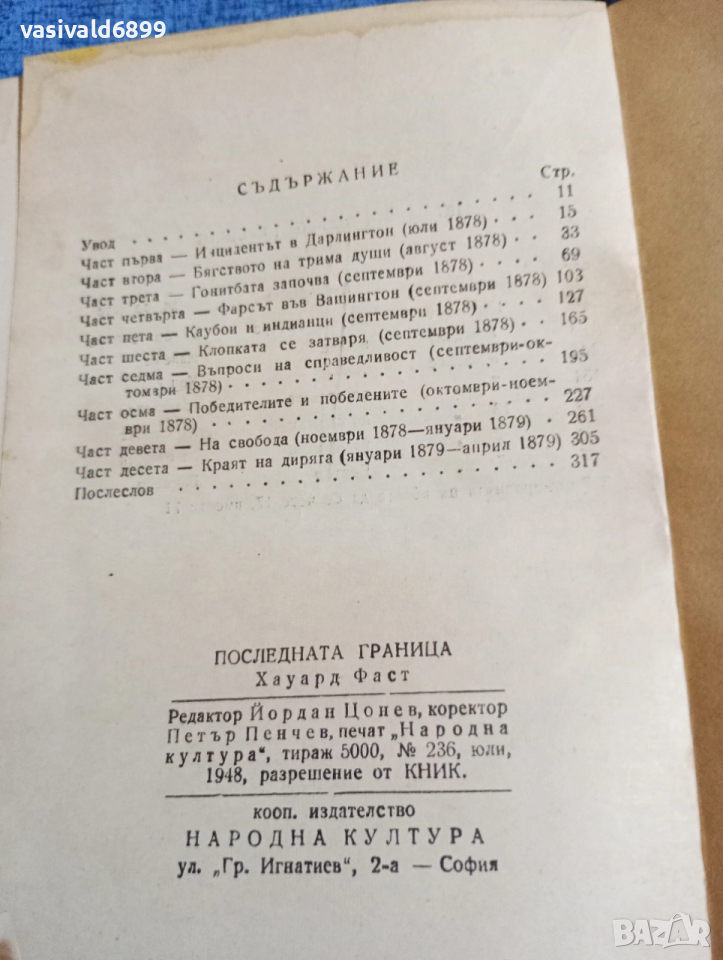 vasivald6899
СЪДЪРЖАНИЕ
Стр.
Увод . . . . . . . . . . . . . . . . . 11
Част първа — Инцидентът в Дарлингтон (юли 1878) . . 15
Част втора — Бягството на трима души (август 1878) . 33
Част трета — Гонитбата започва (септември 1878) . . . 69
Част четвърта — Фарсът във Вашингтон (септември 1878) 103
Част пета — Каубои и индианци (септември 1878) . . . 127
Част шеста — Клопката се затваря (септември 1878) . . 165
Част седма — Въпроси на справедливост (септември-ок-
томври 1878) . . . . . . . . . . . . . 195
Част осма — Победителите и победените (октомври-ноем-
ври 1878) . . . . . . . . . . . . . . 227
Част девета — На свобода (ноември 1878—януари 1879) . 261
Част десета — Краят на дирята (януари 1879—април 1879) 305
Послеслов . . . . . . . . . . . . . . . 317
ПОСЛЕДНАТА ГРАНИЦА
Хауард Фаст
Редактор Йордан Цонев, коректор
Петър Пенчев, печат „Народна
култура“, тираж 5000, № 236, юли,
1948, разрешение от КНИК.
кооп. издателство
НАРОДНА КУЛТУРА
ул. „Гр. Игнатиев“, 2-а — София
BAZAR